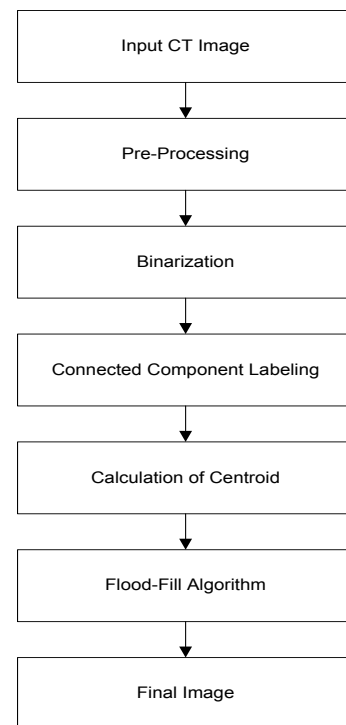 Input CT Image
Pre-Processing
Binarization
Connected Component Labeling
Calculation of Centroid
Flood-Fill Algorithm
Final Image